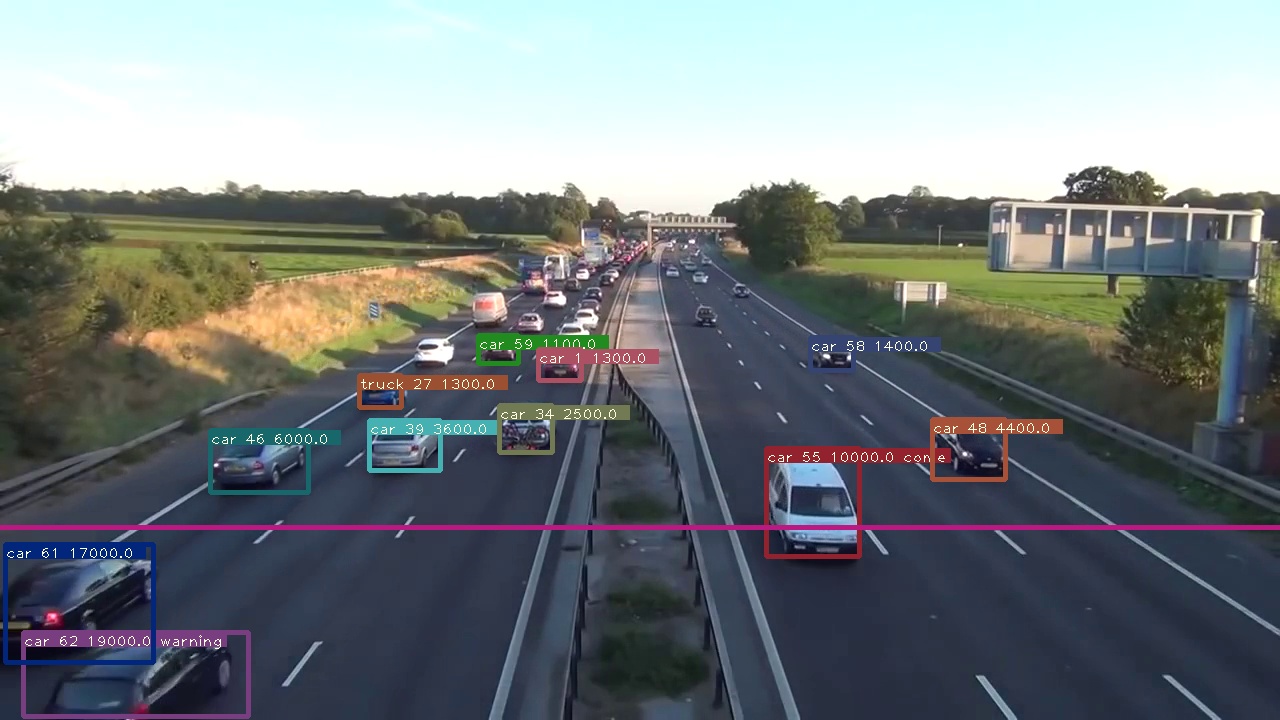 car 59 1100.0
car 58 1400.0
car 1 1300.0
truck 27 1300.0
car 34 2500.0
car 39 3600.0
car 48 4400.0
car 46 6000.0
car 55 10000.0 come
car 61 17000.0
car 62 19000.0 warning